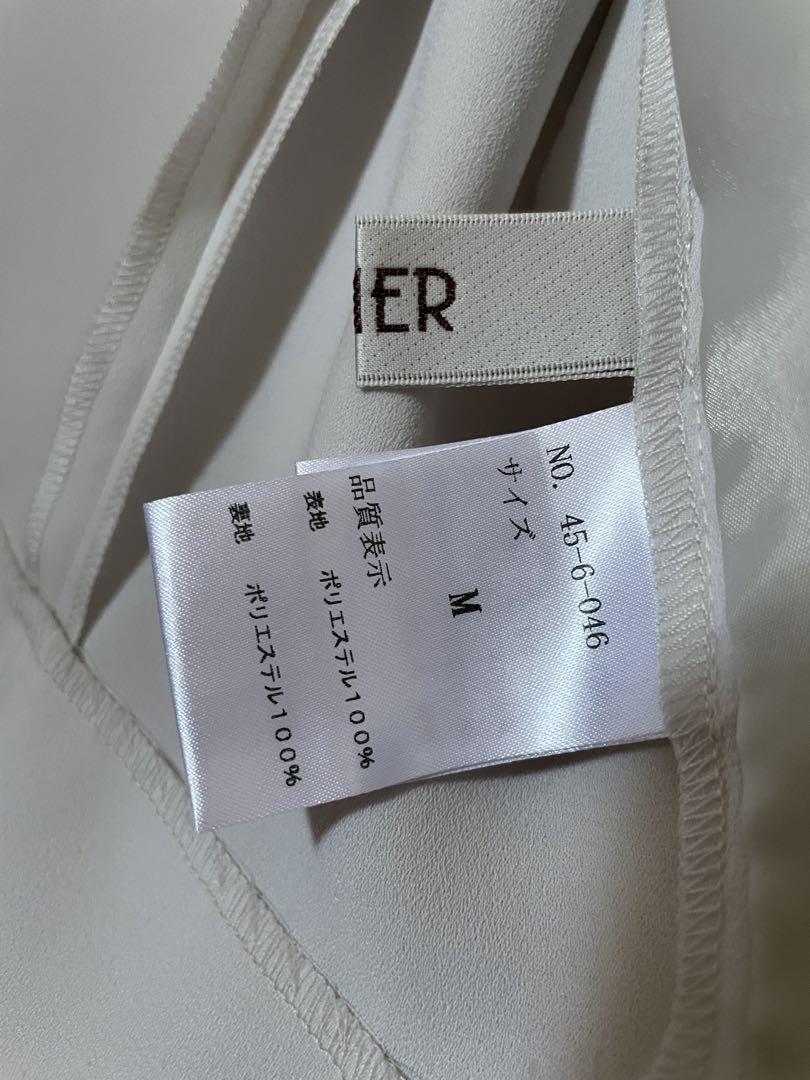 ER
NO. 45-6-046
サイズ
M
品質表示
表地 ポリエステル100%
裏地 ポリエステル100%